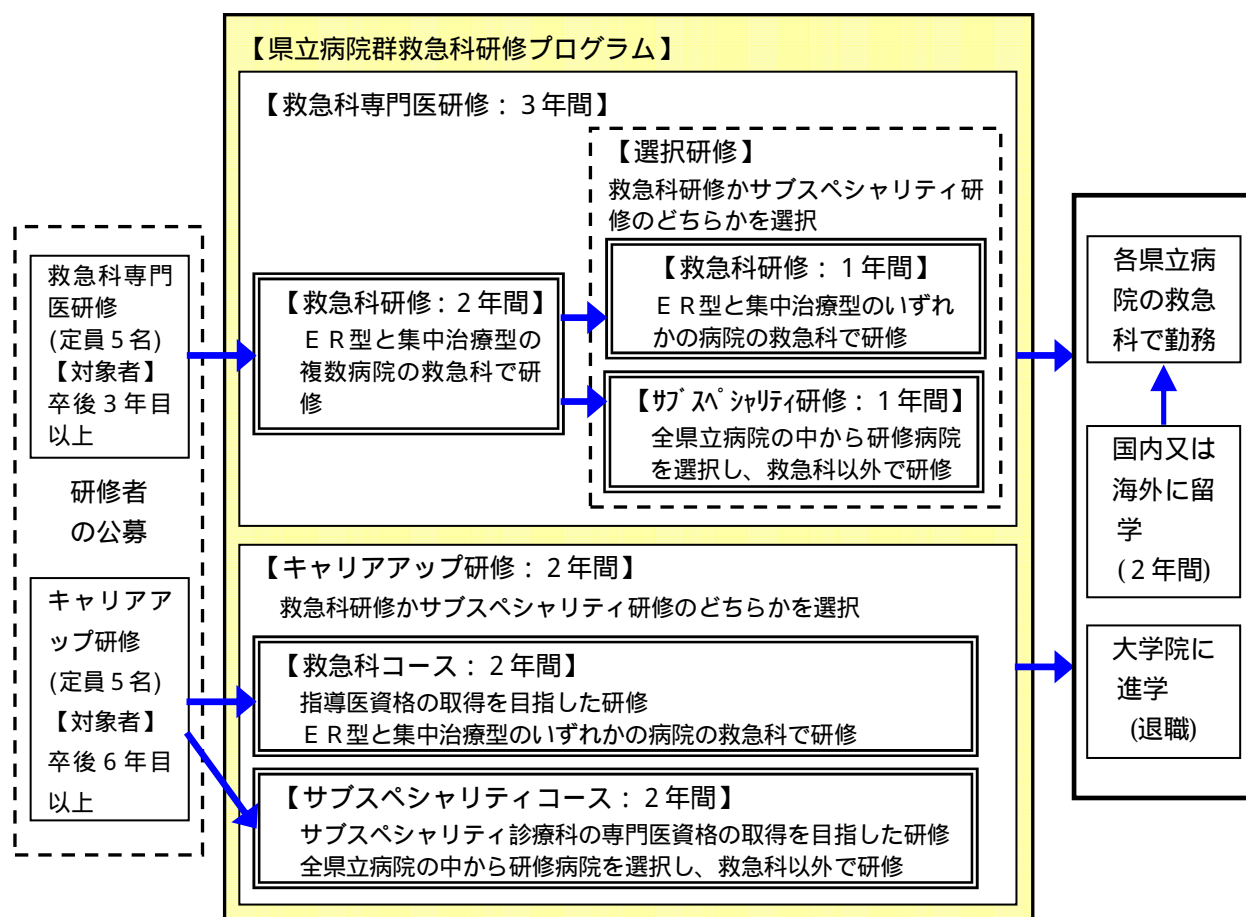 【県立病院群救急科研修プログラム】
【救急科専門医研修：３年間】
【選択研修】
救急科研修かサブスペシャリティ研
修のどちらかを選択
【救急科研修：１年間】
ＥＲ型と集中治療型のいずれ
かの病院の救急科で研修
【ｻﾌﾞｽﾍﾟｼｬﾘﾃｨ研修：１年間】
全県立病院の中から研修病院
を選択し、救急科以外で研修
【救急科研修：２年間】
ＥＲ型と集中治療型の
複数病院の救急科で研
修
救急科専門
医研修
(定員５名)
【対象者】
卒後３年目
以上
研修者
の公募
キャリアア
ップ研修
(定員５名)
【対象者】
卒後６年目
以上
【キャリアアップ研修：２年間】
救急科研修かサブスペシャリティ研修のどちらかを選択
【救急科コース：２年間】
指導医資格の取得を目指した研修
ＥＲ型と集中治療型のいずれかの病院の救急科で研修
【サブスペシャリティコース：２年間】
サブスペシャリティ診療科の専門医資格の取得を目指した研修
全県立病院の中から研修病院を選択し、救急科以外で研修
各県立病
院の救急
科で勤務
国内又は
海外に留
学
(２年間)
大学院に
進学
(退職)